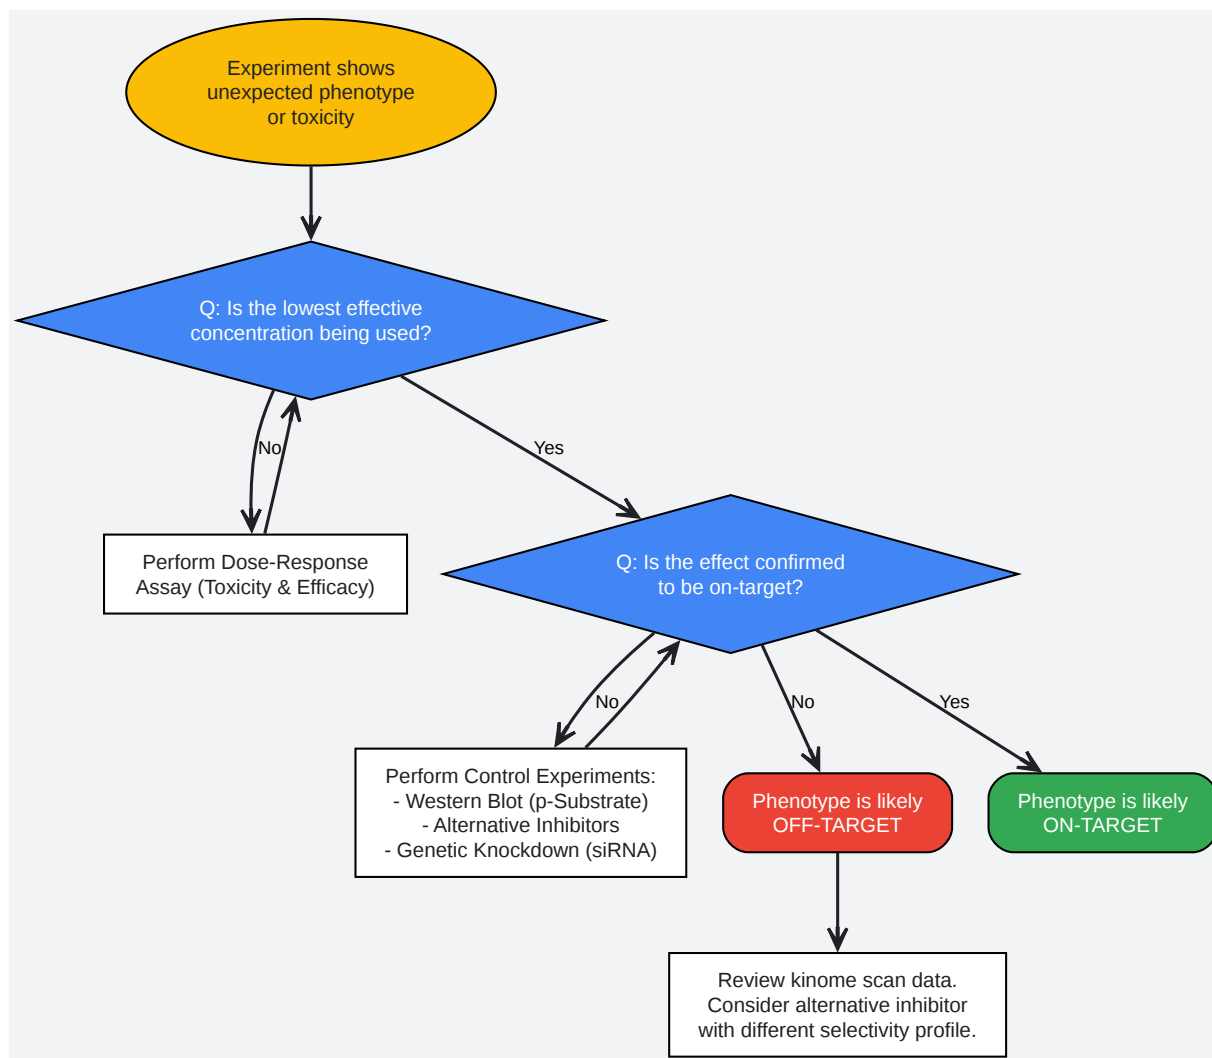 Experiment shows
unexpected phenotype
or toxicity
Q: Is the lowest effective
concentration being used?
No
Yes
Perform Dose-Response
Assay (Toxicity & Efficacy)
Q: Is the effect confirmed
to be on-target?
No
No
Yes
Perform Control Experiments:
- Western Blot (p-Substrate)
- Alternative Inhibitors
- Genetic Knockdown (siRNA)
Phenotype is likely
OFF-TARGET
Phenotype is likely
ON-TARGET
Review kinome scan data.
Consider alternative inhibitor
with different selectivity profile.